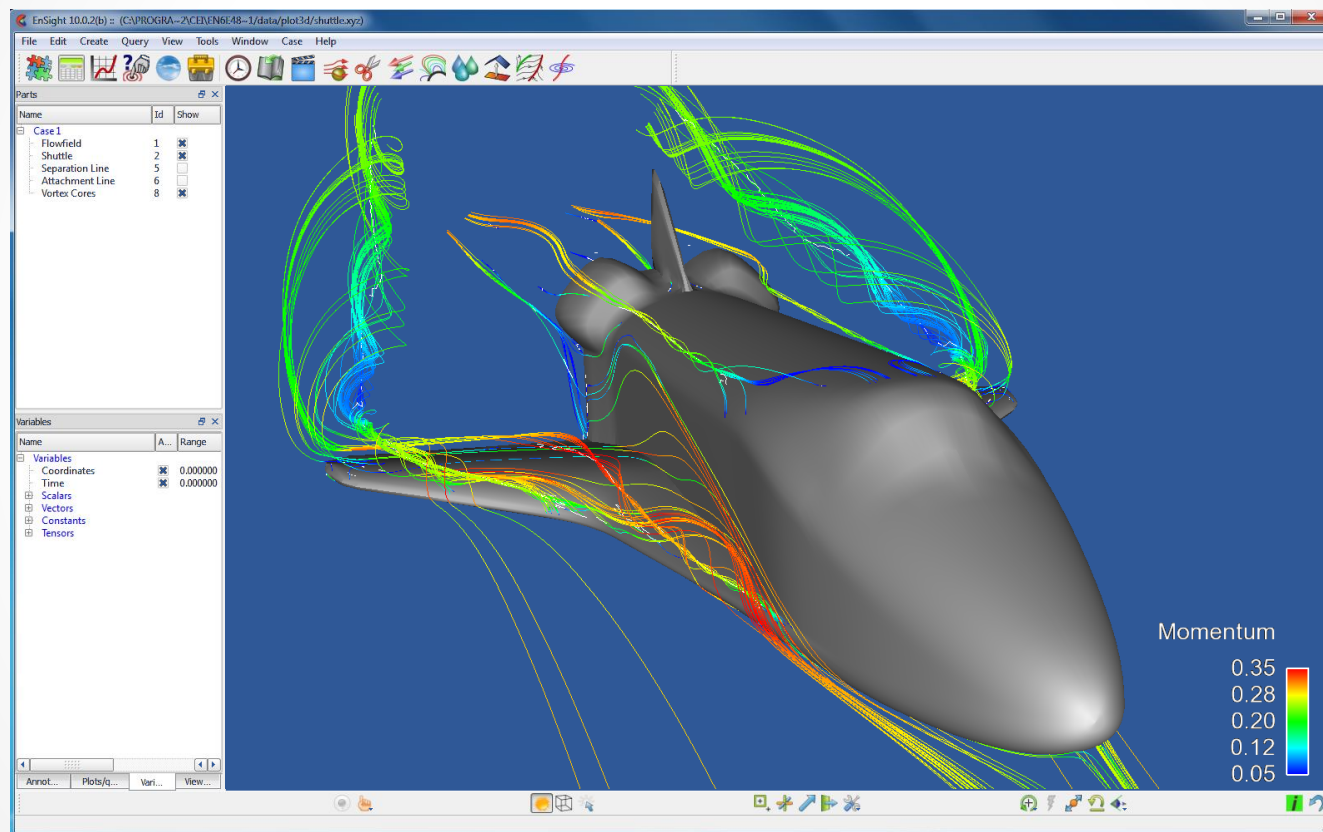 EnSight 10.0.2(b) :: (C:\PROGRA~2\CEI\EN6E48~1/data/plot3d/shuttle.xyz)
File Edit Create Query View Tools Window Case Help
Parts
Name Id Show
Case 1
Flowfield 1
Shuttle 2
Separation Line 5
Attachment Line 6
Vortex Cores 8
Variables
Name A... Range
Variables
Coordinates 0.000000
Time 0.000000
Scalars
Vectors
Constants
Tensors
Annot... Plots/q... Vari... View...
Momentum
0.35
0.28
0.20
0.12
0.05